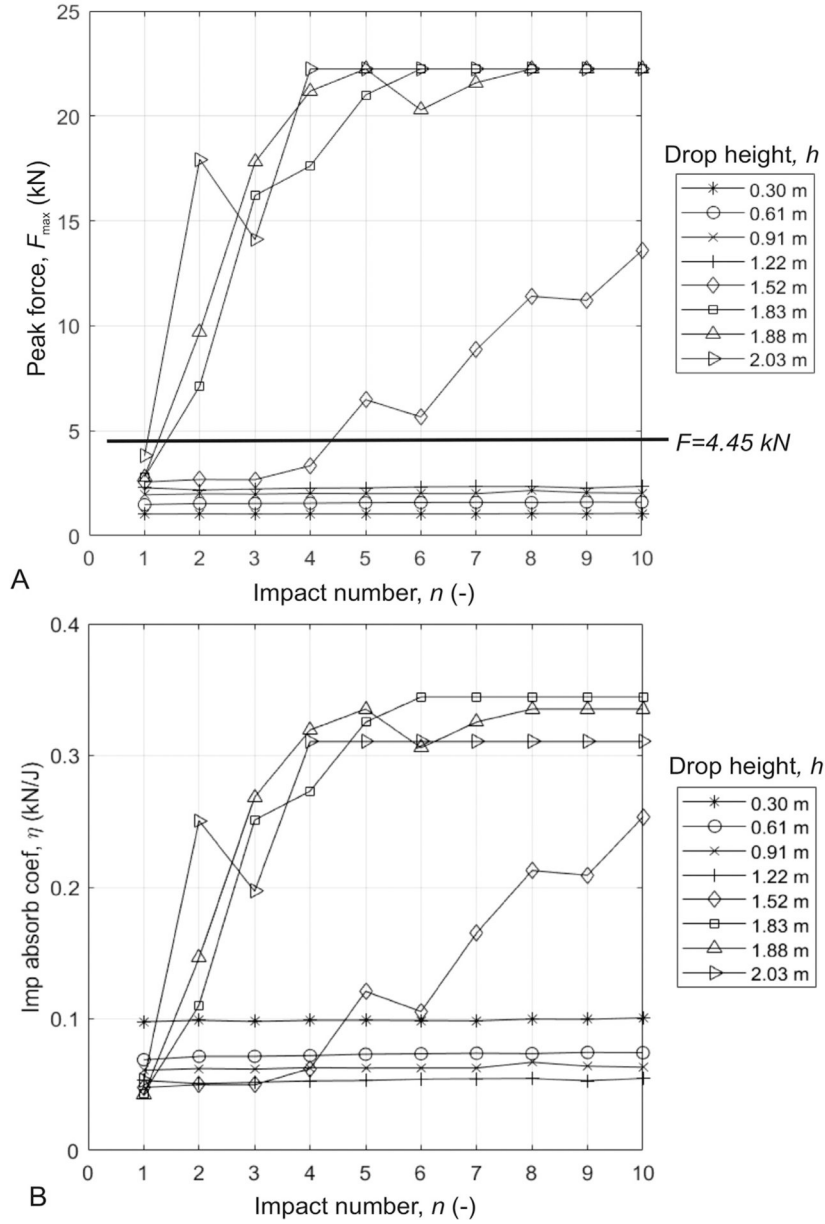 25
20
15
10
5
0
Peak force, F_max (kN)
0 1 2 3 4 5 6 7 8 9 10
Impact number, n (-)
A
F=4.45 kN
Drop height, h
0.30 m
0.61 m
0.91 m
1.22 m
1.52 m
1.83 m
1.88 m
2.03 m
0.4
0.3
0.2
0.1
0
Imp absorb coef, η (kN/J)
0 1 2 3 4 5 6 7 8 9 10
Impact number, n (-)
B
Drop height, h
0.30 m
0.61 m
0.91 m
1.22 m
1.52 m
1.83 m
1.88 m
2.03 m